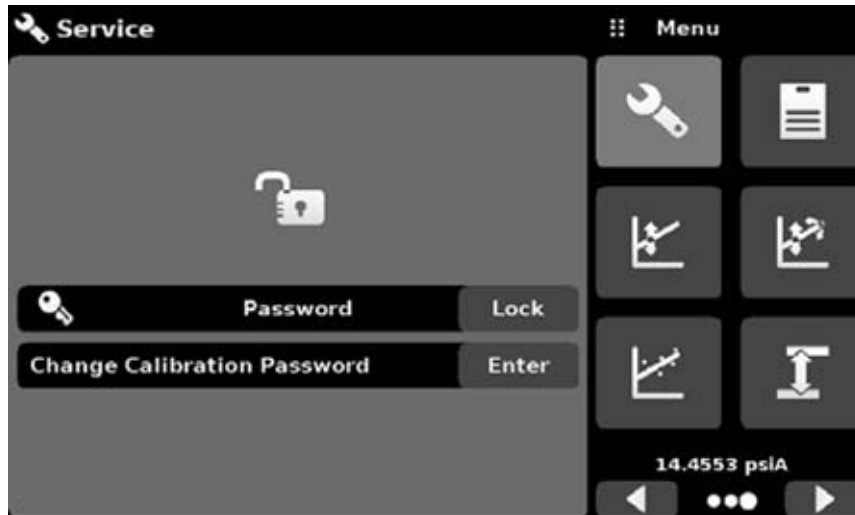 Service
Menu
Password
Lock
Change Calibration Password
Enter
14.4553 psiA